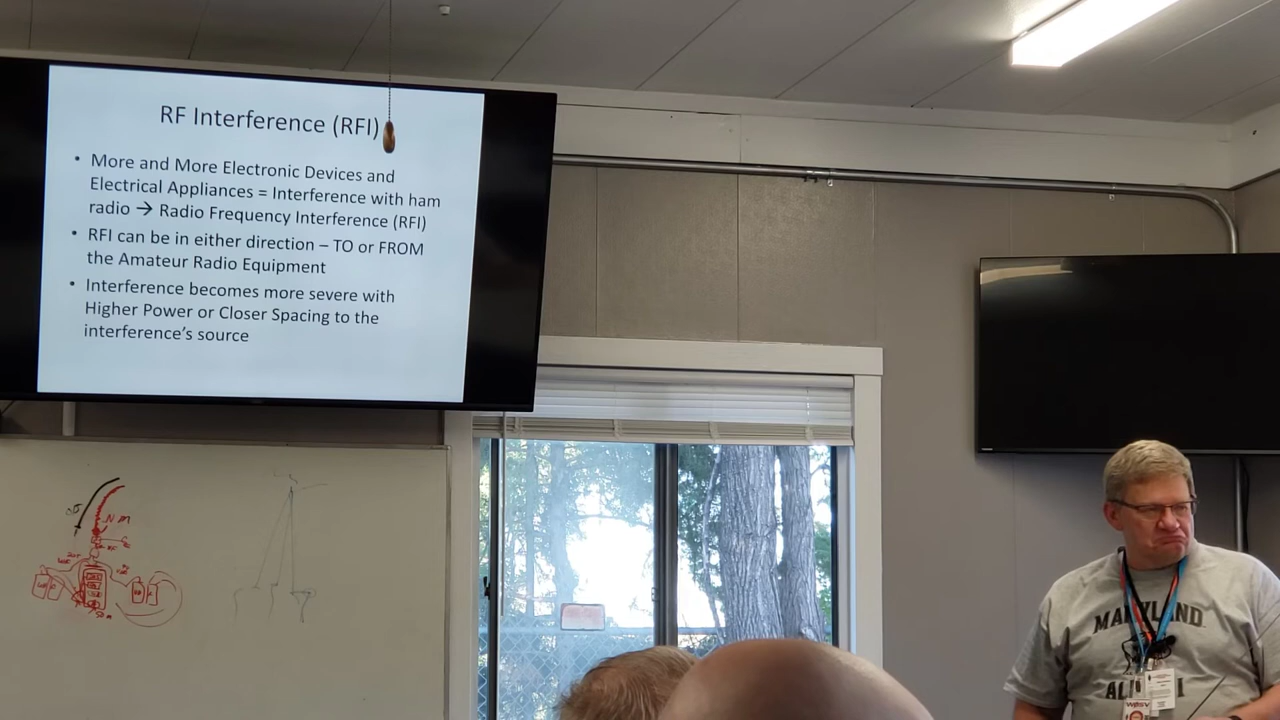 RF Interference (RFI)
• More and More Electronic Devices and
Electrical Appliances = Interference with ham
radio → Radio Frequency Interference (RFI)
• RFI can be in either direction – TO or FROM
the Amateur Radio Equipment
• Interference becomes more severe with
Higher Power or Closer Spacing to the
interference's source
MARYLAND